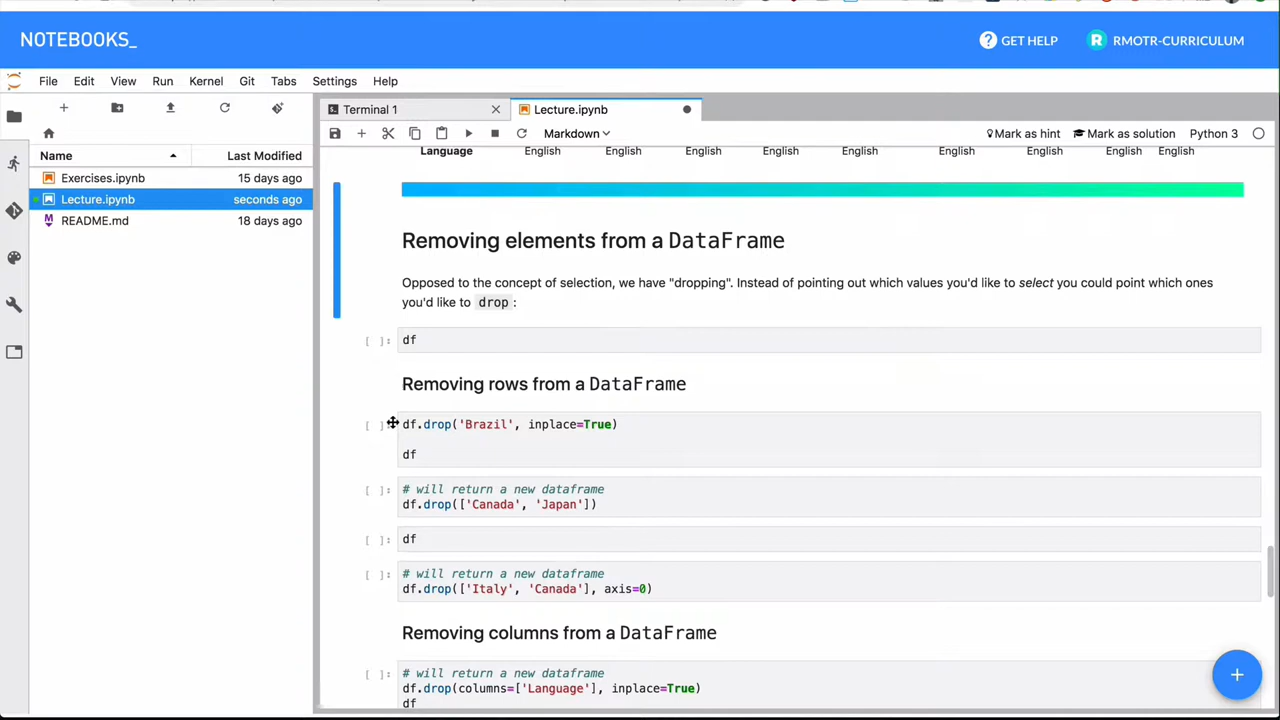 NOTEBOOKS_
GET HELP
R RMOTR-CURRICULUM
File Edit View Run Kernel Git Tabs Settings Help
Terminal 1
Lecture.ipynb
Markdown
Mark as hint
Mark as solution
Python 3
Name Last Modified
Exercises.ipynb 15 days ago
Lecture.ipynb seconds ago
README.md 18 days ago
Language English English English English English English English English English
Removing elements from a DataFrame
Opposed to the concept of selection, we have "dropping". Instead of pointing out which values you'd like to select you could point which ones
you'd like to drop :
[ ]: df
Removing rows from a DataFrame
[ ]: df.drop('Brazil', inplace=True)
df
[ ]: # will return a new dataframe
df.drop(['Canada', 'Japan'])
[ ]: df
[ ]: # will return a new dataframe
df.drop(['Italy', 'Canada'], axis=0)
Removing columns from a DataFrame
[ ]: # will return a new dataframe
df.drop(columns=['Language'], inplace=True)
df